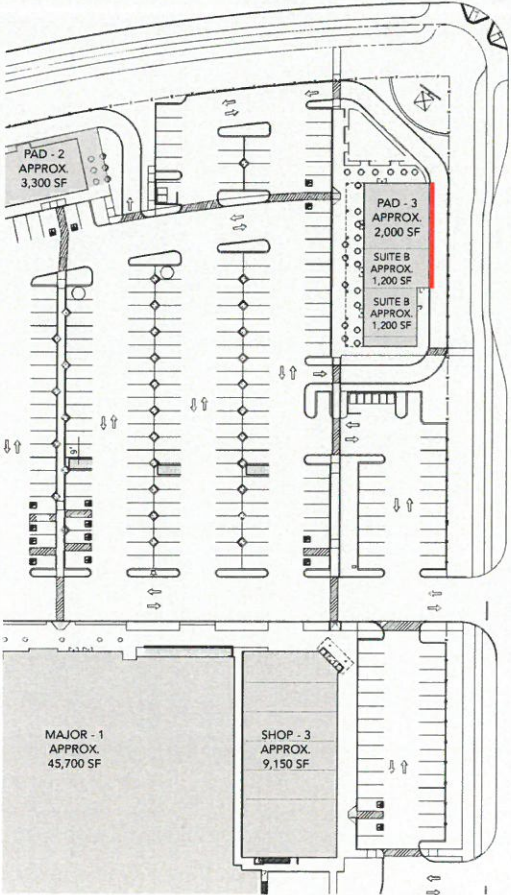 PAD - 2
APPROX.
3,300 SF
PAD - 3
APPROX.
2,000 SF
SUITE B
APPROX.
1,200 SF
SUITE B
APPROX.
1,200 SF
9'
MAJOR - 1
APPROX.
45,700 SF
SHOP - 3
APPROX.
9,150 SF